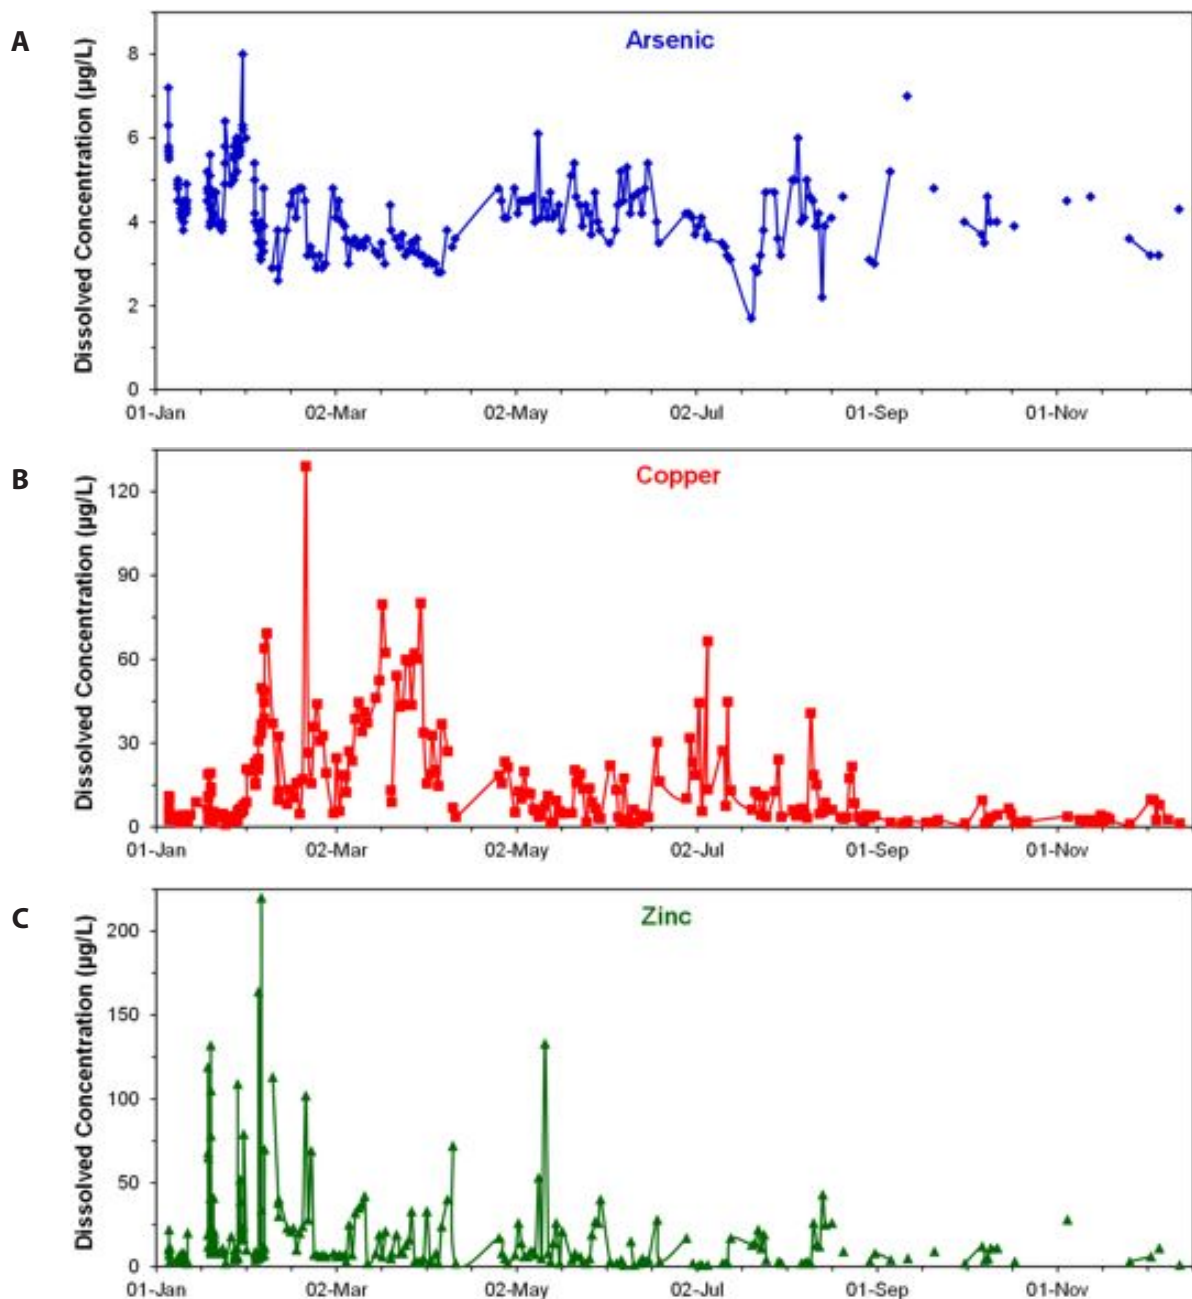 A
Arsenic
Dissolved Concentration (µg/L)
8
6
4
2
0
01-Jan 02-Mar 02-May 02-Jul 01-Sep 01-Nov
B
Copper
Dissolved Concentration (µg/L)
120
90
60
30
0
01-Jan 02-Mar 02-May 02-Jul 01-Sep 01-Nov
C
Zinc
Dissolved Concentration (µg/L)
200
150
100
50
0
01-Jan 02-Mar 02-May 02-Jul 01-Sep 01-Nov